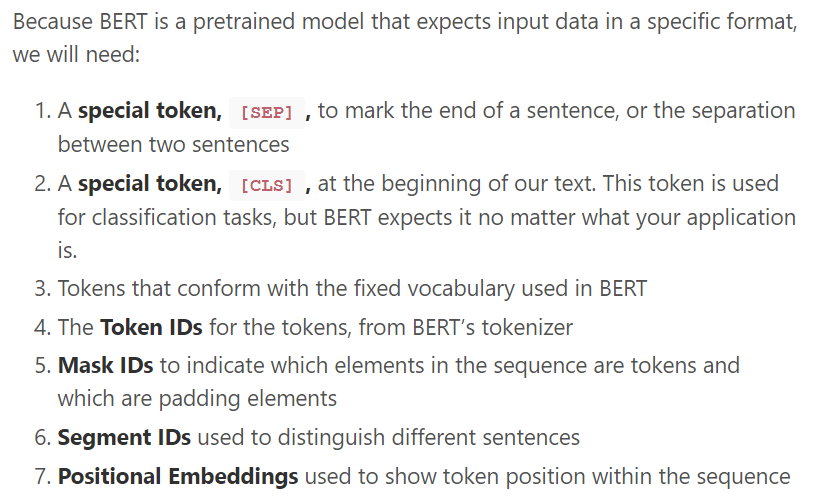 Because BERT is a pretrained model that expects input data in a specific format,
we will need:
1. A special token, [SEP] , to mark the end of a sentence, or the separation
between two sentences
2. A special token, [CLS] , at the beginning of our text. This token is used
for classification tasks, but BERT expects it no matter what your application
is.
3. Tokens that conform with the fixed vocabulary used in BERT
4. The Token IDs for the tokens, from BERT’s tokenizer
5. Mask IDs to indicate which elements in the sequence are tokens and
which are padding elements
6. Segment IDs used to distinguish different sentences
7. Positional Embeddings used to show token position within the sequence